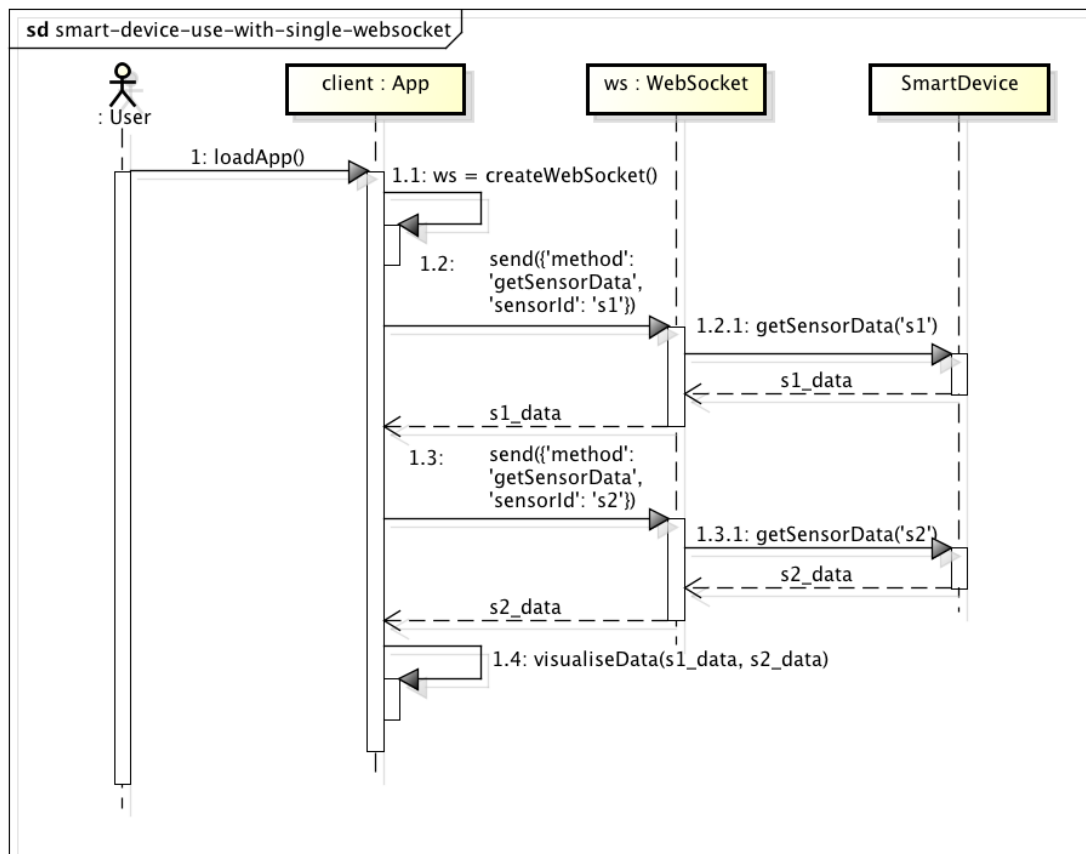 sd smart-device-use-with-single-websocket
: User
client : App
ws : WebSocket
SmartDevice
1: loadApp()
1.1: ws = createWebSocket()
1.2: send({'method':
'getSensorData',
'sensorId': 's1'})
1.2.1: getSensorData('s1')
s1_data
s1_data
1.3: send({'method':
'getSensorData',
'sensorId': 's2'})
1.3.1: getSensorData('s2')
s2_data
s2_data
1.4: visualiseData(s1_data, s2_data)